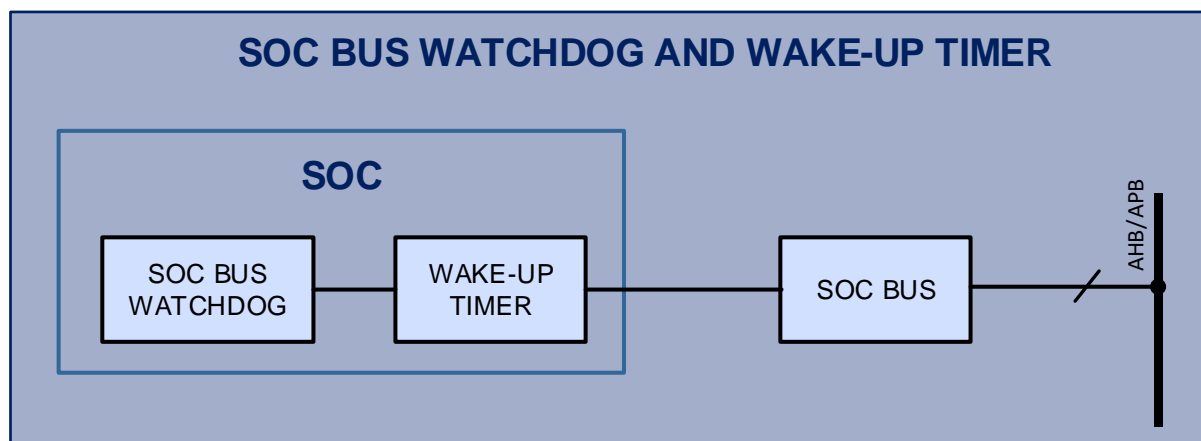 SOC BUS WATCHDOG AND WAKE-UP TIMER
SOC
SOC BUS
WATCHDOG
WAKE-UP
TIMER
SOC BUS
AHB/APB